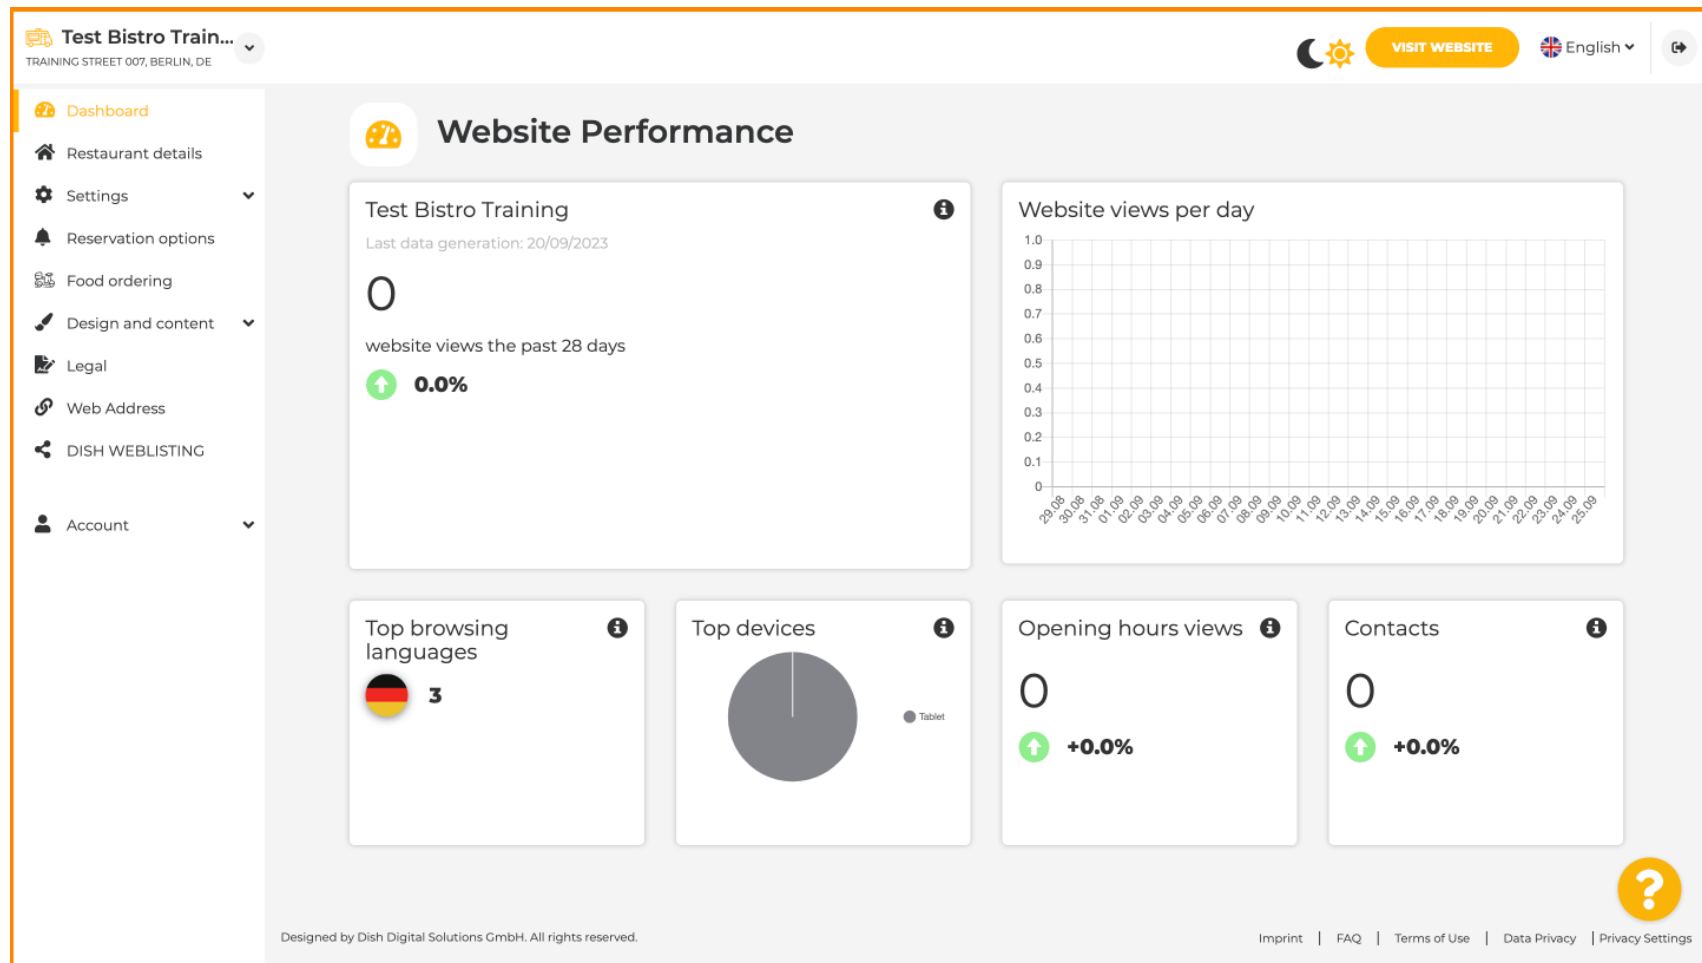 Test Bistro Train...
TRAINING STREET 007, BERLIN, DE
VISIT WEBSITE
English
Dashboard
Restaurant details
Settings
Reservation options
Food ordering
Design and content
Legal
Web Address
DISH WEBLISTING
Account
Website Performance
Test Bistro Training
Last data generation: 20/09/2023
0
website views the past 28 days
0.0%
Website views per day
1.0
0.9
0.8
0.7
0.6
0.5
0.4
0.3
0.2
0.1
0
29.08 30.08 31.08 01.09 02.09 03.09 04.09 05.09 06.09 07.09 08.09 09.09 10.09 11.09 12.09 13.09 14.09 15.09 16.09 17.09 18.09 19.09 20.09 21.09 22.09 23.09 24.09 25.09
Top browsing
languages
3
Top devices
Tablet
Opening hours views
0
+0.0%
Contacts
0
+0.0%
?
Designed by Dish Digital Solutions GmbH. All rights reserved.
Imprint | FAQ | Terms of Use | Data Privacy | Privacy Settings